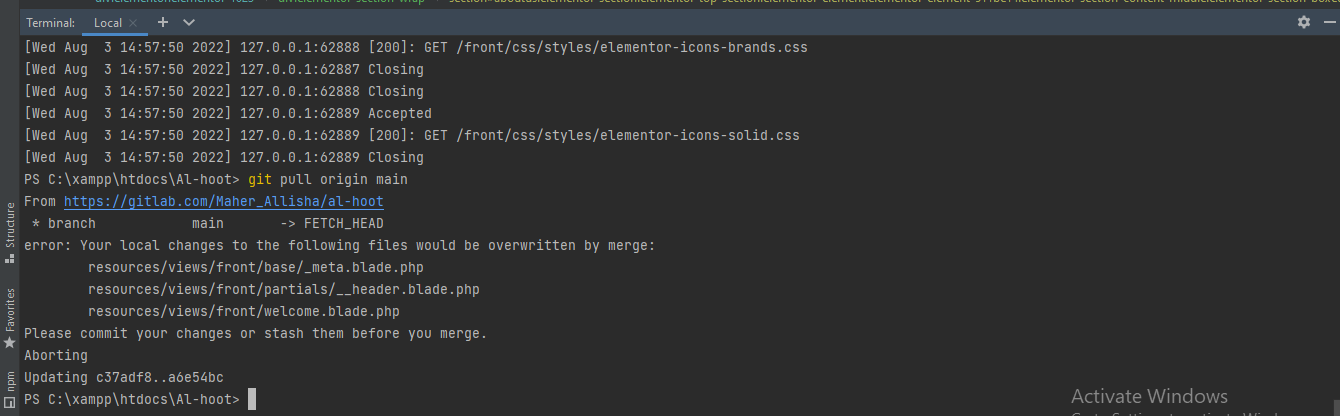 Terminal: Local × + ∨
[Wed Aug  3 14:57:50 2022] 127.0.0.1:62888 [200]: GET /front/css/styles/elementor-icons-brands.css
[Wed Aug  3 14:57:50 2022] 127.0.0.1:62887 Closing
[Wed Aug  3 14:57:50 2022] 127.0.0.1:62888 Closing
[Wed Aug  3 14:57:50 2022] 127.0.0.1:62889 Accepted
[Wed Aug  3 14:57:50 2022] 127.0.0.1:62889 [200]: GET /front/css/styles/elementor-icons-solid.css
[Wed Aug  3 14:57:50 2022] 127.0.0.1:62889 Closing
PS C:\xampp\htdocs\Al-hoot> git pull origin main
From https://gitlab.com/Maher_Allisha/al-hoot
 * branch            main       -> FETCH_HEAD
error: Your local changes to the following files would be overwritten by merge:
        resources/views/front/base/_meta.blade.php
        resources/views/front/partials/__header.blade.php
        resources/views/front/welcome.blade.php
Please commit your changes or stash them before you merge.
Aborting
Updating c37adf8..a6e54bc
PS C:\xampp\htdocs\Al-hoot>
Structure
Favorites
npm
Activate Windows